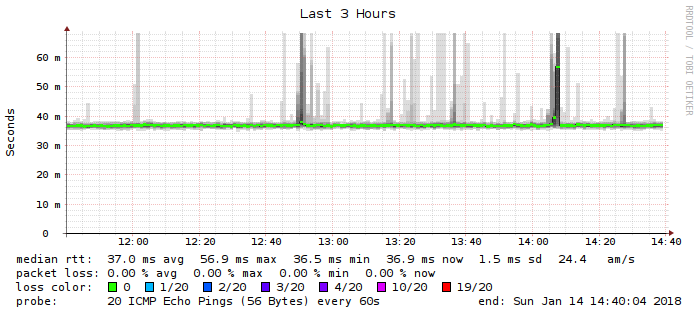 Last 3 Hours
RRDTOOL / TOBI OETIKER
Seconds
60 m
50 m
40 m
30 m
20 m
10 m
0
12:00 12:20 12:40 13:00 13:20 13:40 14:00 14:20 14:40
median rtt: 37.0 ms avg 56.9 ms max 36.5 ms min 36.9 ms now 1.5 ms sd 24.4 am/s
packet loss: 0.00 % avg 0.00 % max 0.00 % min 0.00 % now
loss color: 0 1/20 2/20 3/20 4/20 10/20 19/20
probe: 20 ICMP Echo Pings (56 Bytes) every 60s end: Sun Jan 14 14:40:04 2018